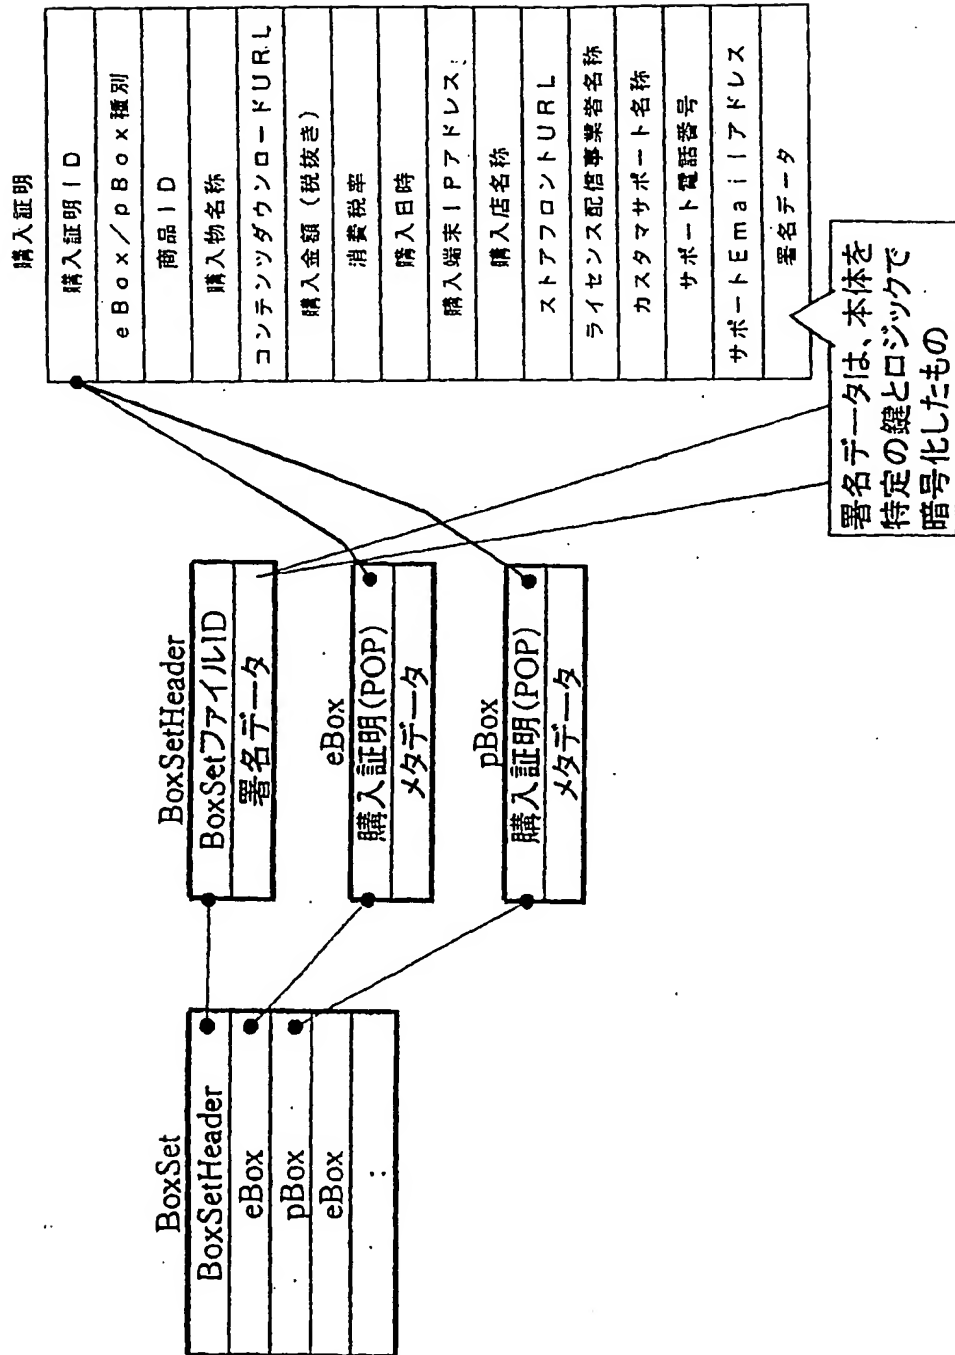 BoxSet
BoxSetHeader
eBox
pBox
eBox
:
BoxSetHeader
BoxSetファイルID
署名データ
eBox
購入証明(POP)
メタデータ
pBox
購入証明(POP)
メタデータ
購入証明
購入証明ID
eBox/pBox種別
商品ID
購入物名称
コンテンツダウンロードURL
購入金額(税抜き)
消費税率
購入日時
購入端末IPアドレス
購入店名称
ストアフロントURL
ライセンス配信事業者名称
カスタマサポート名称
サポート電話番号
サポートEmailアドレス
署名データ
署名データは、本体を
特定の鍵とロジックで
暗号化したもの